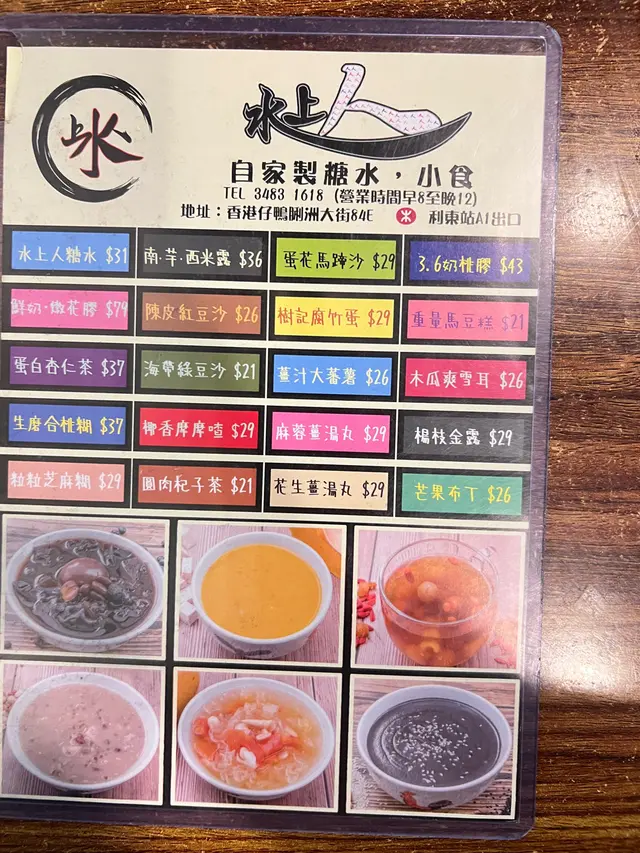 水上人
自家製糖水，小食
TEL 3483 1618 (營業時間早8至晚12)
地址：香港仔鴨脷洲大街84E 利東站A1出口
水上人糖水 $31 南·芋·西米露 $36 蛋花馬蹄沙 $29 3.6奶桃膠 $43
鮮奶·燉花膠 $79 陳皮紅豆沙 $26 樹記腐竹蛋 $29 重量馬豆糕 $21
蛋白杏仁茶 $37 海帶綠豆沙 $21 薑汁大蕃薯 $26 木瓜爽雪耳 $26
生磨合桃糊 $37 椰香摩摩喳 $29 麻蓉薑湯丸 $29 楊枝金露 $29
粒粒芝麻糊 $29 圓肉杞子茶 $21 花生薑湯丸 $29 芒果布丁 $26